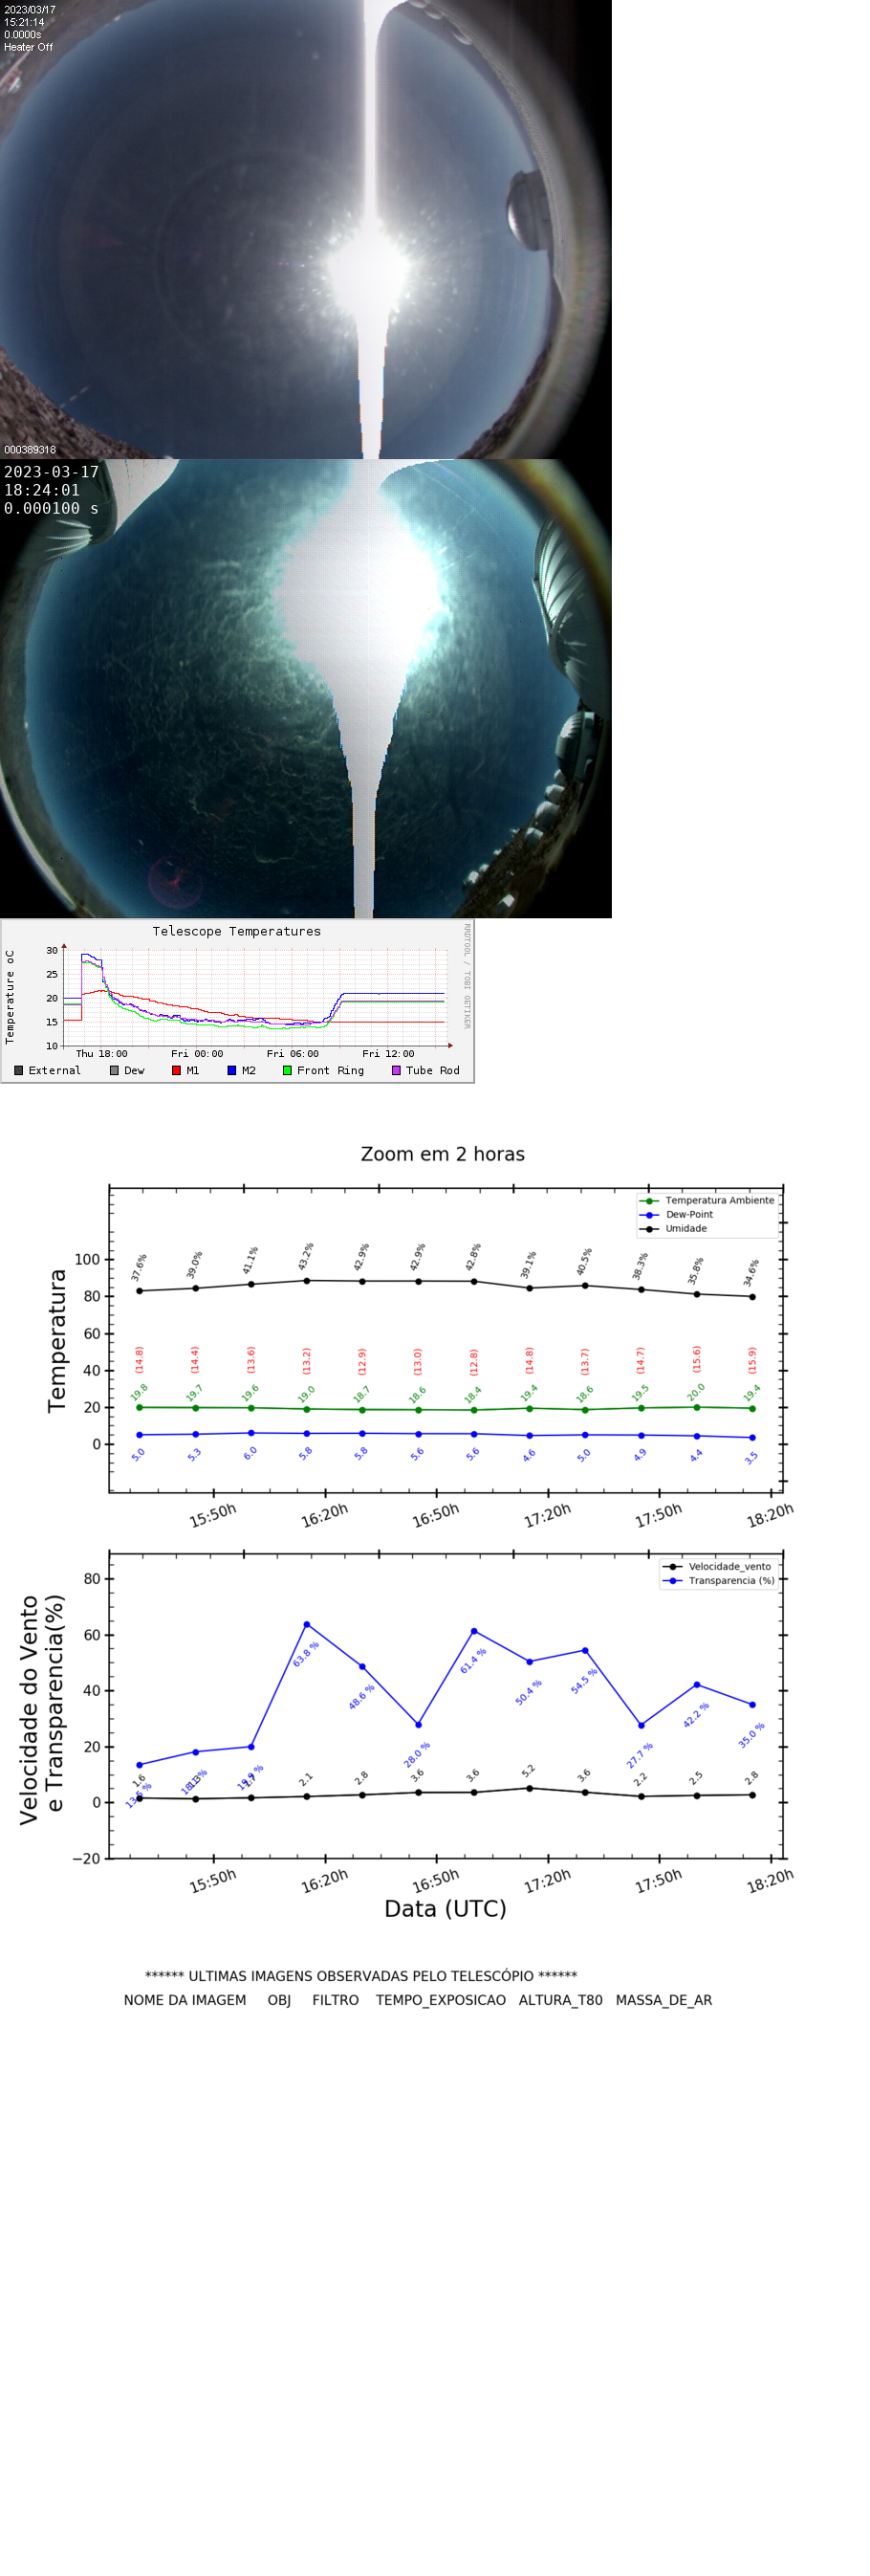 2023/03/17
15:21:14
0.0000s
Heater Off
000389318
2023-03-17
18:24:01
0.000100 s
Telescope Temperatures
RRDTOOL / TOBI OETIKER
Temperature oC
30
25
20
15
10
Thu 18:00 Fri 00:00 Fri 06:00 Fri 12:00
External Dew M1 M2 Front Ring Tube Rod
Zoom em 2 horas
Temperatura Ambiente
Dew-Point
Umidade
Temperatura
100
80
60
40
20
0
37.6% 39.0% 41.1% 43.2% 42.9% 42.9% 42.8% 39.1% 40.5% 38.3% 35.8% 34.6%
(14.8) (14.4) (13.6) (13.2) (12.9) (13.0) (12.8) (14.8) (13.7) (14.7) (15.6) (15.9)
19.8 19.7 19.6 19.0 18.7 18.6 18.4 19.4 18.6 19.5 20.0 19.4
5.0 5.3 6.0 5.8 5.8 5.6 5.6 4.6 5.0 4.9 4.4 3.5
15:50h 16:20h 16:50h 17:20h 17:50h 18:20h
Velocidade_vento
Transparencia (%)
Velocidade do Vento
e Transparencia(%)
80
60
40
20
0
−20
63.8 % 48.6 % 28.0 % 61.4 % 50.4 % 54.5 % 27.7 % 42.2 % 35.0 %
1.6 2.1 2.8 3.6 3.6 5.2 3.6 2.2 2.5 2.8
15:50h 16:20h 16:50h 17:20h 17:50h 18:20h
Data (UTC)
****** ULTIMAS IMAGENS OBSERVADAS PELO TELESCÓPIO ******
NOME DA IMAGEM OBJ FILTRO TEMPO_EXPOSICAO ALTURA_T80 MASSA_DE_AR